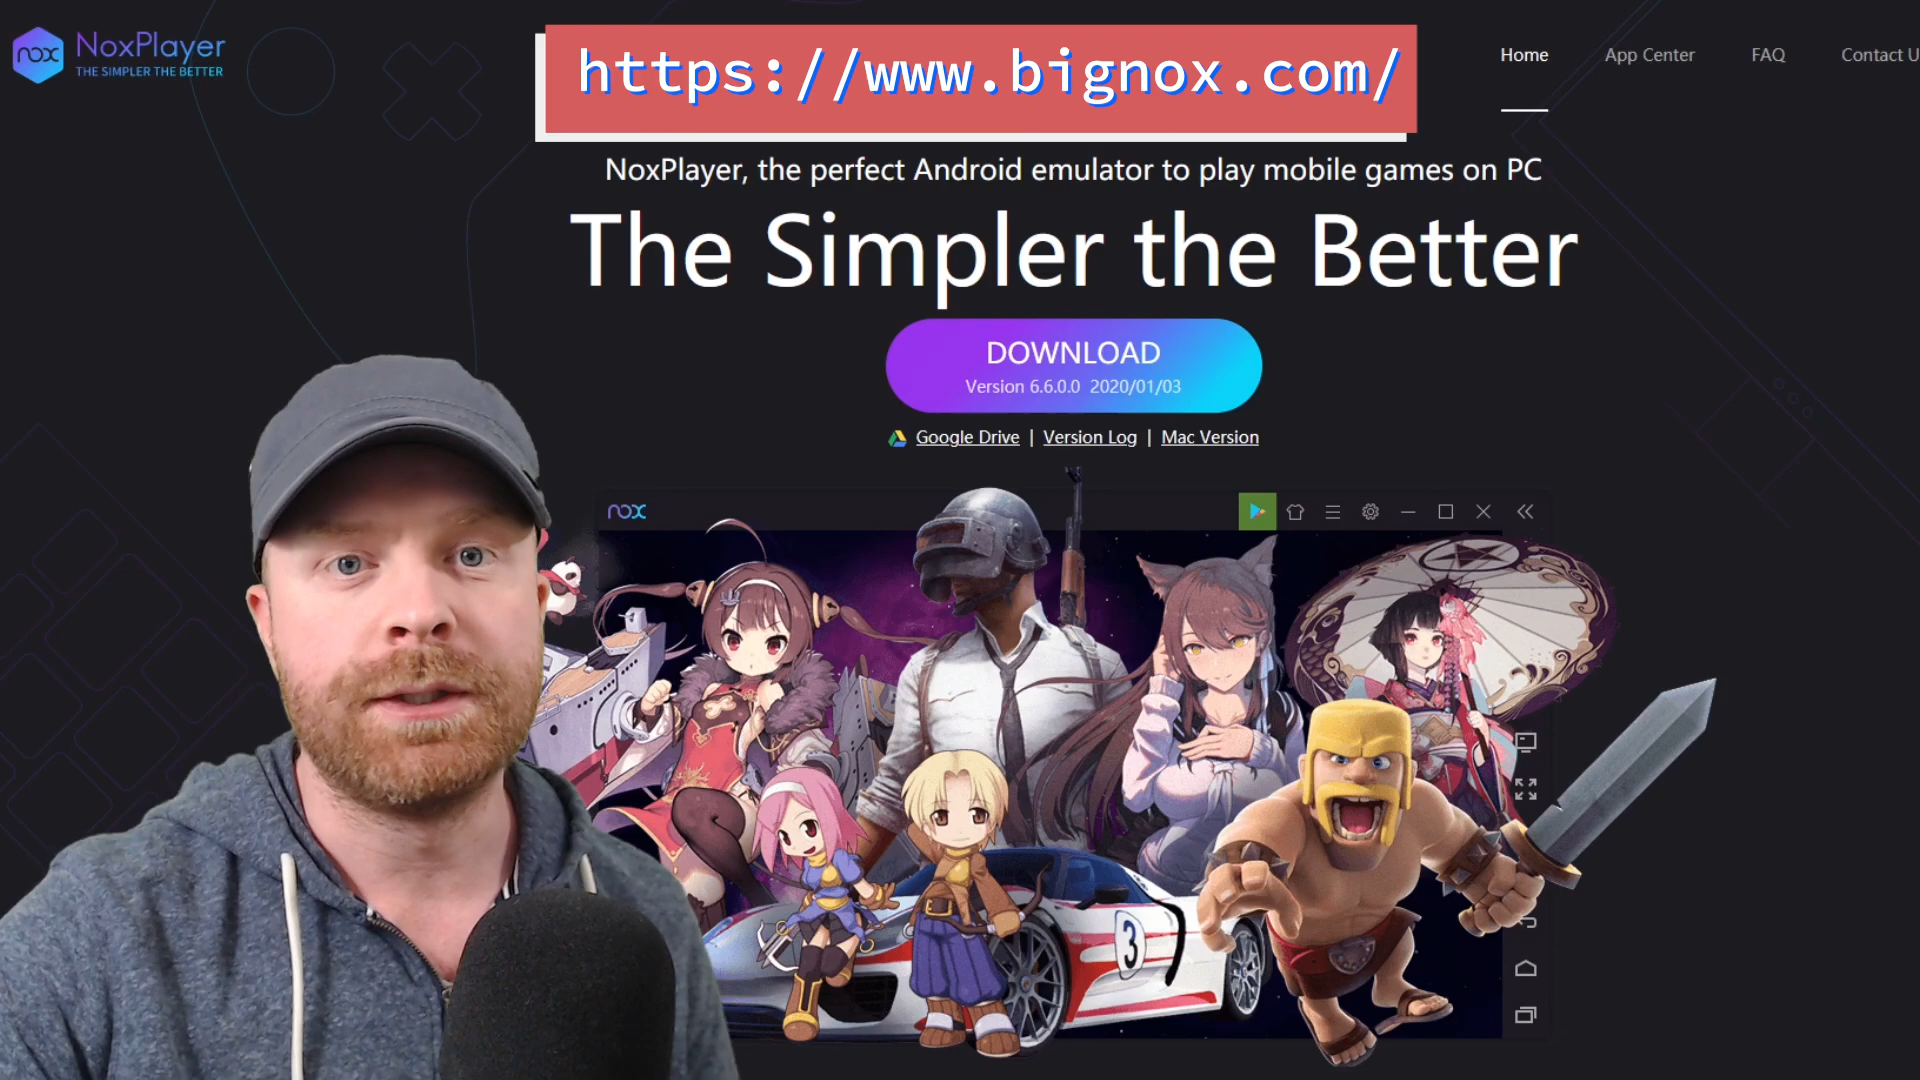 nox NoxPlayer
THE SIMPLER THE BETTER
https://www.bignox.com/
Home
App Center
FAQ
Contact U
NoxPlayer, the perfect Android emulator to play mobile games on PC
The Simpler the Better
DOWNLOAD
Version 6.6.0.0 2020/01/03
Google Drive | Version Log | Mac Version
nox
3